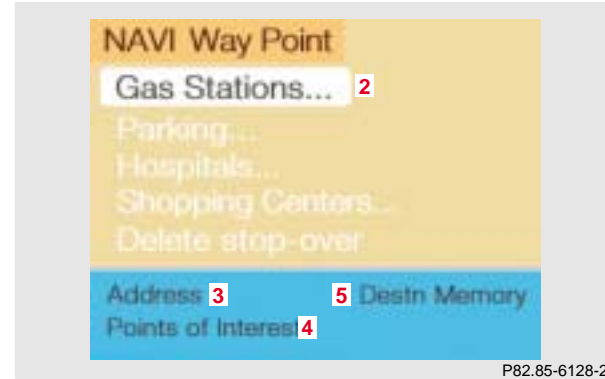 NAVI Way Point
Gas Stations... 2
Parking...
Hospitals...
Shopping Centers...
Delete stop-over
Address 3 5 Destn Memory
Points of Interest 4
P82.85-6128-2